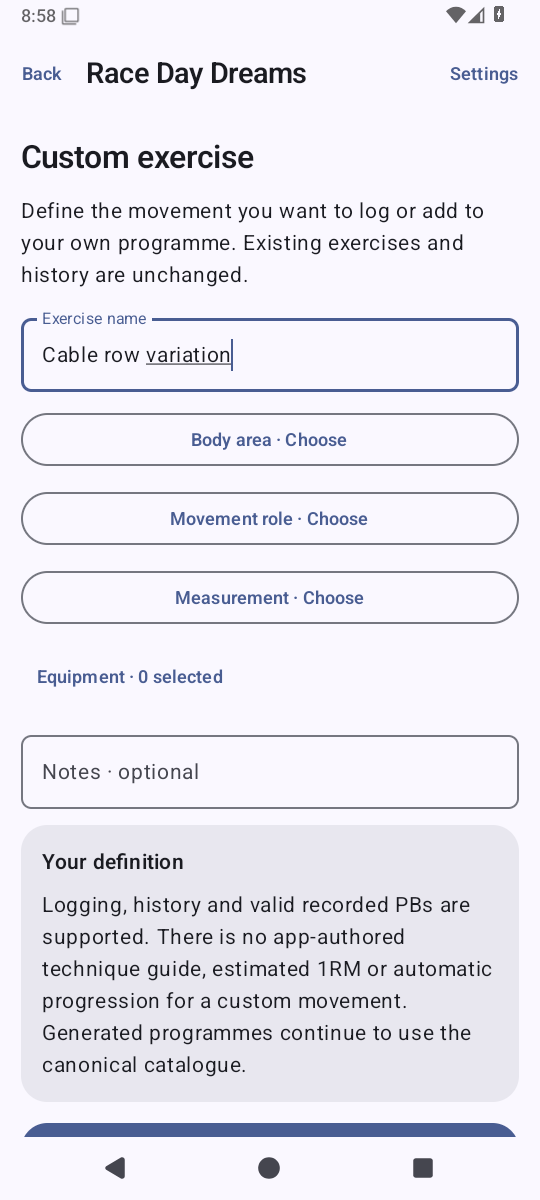 8:58
Back
Race Day Dreams
Settings
Custom exercise
Define the movement you want to log or add to
your own programme. Existing exercises and
history are unchanged.
Exercise name
Cable row variation
Body area · Choose
Movement role · Choose
Measurement · Choose
Equipment · 0 selected
Notes · optional
Your definition
Logging, history and valid recorded PBs are
supported. There is no app-authored
technique guide, estimated 1RM or automatic
progression for a custom movement.
Generated programmes continue to use the
canonical catalogue.